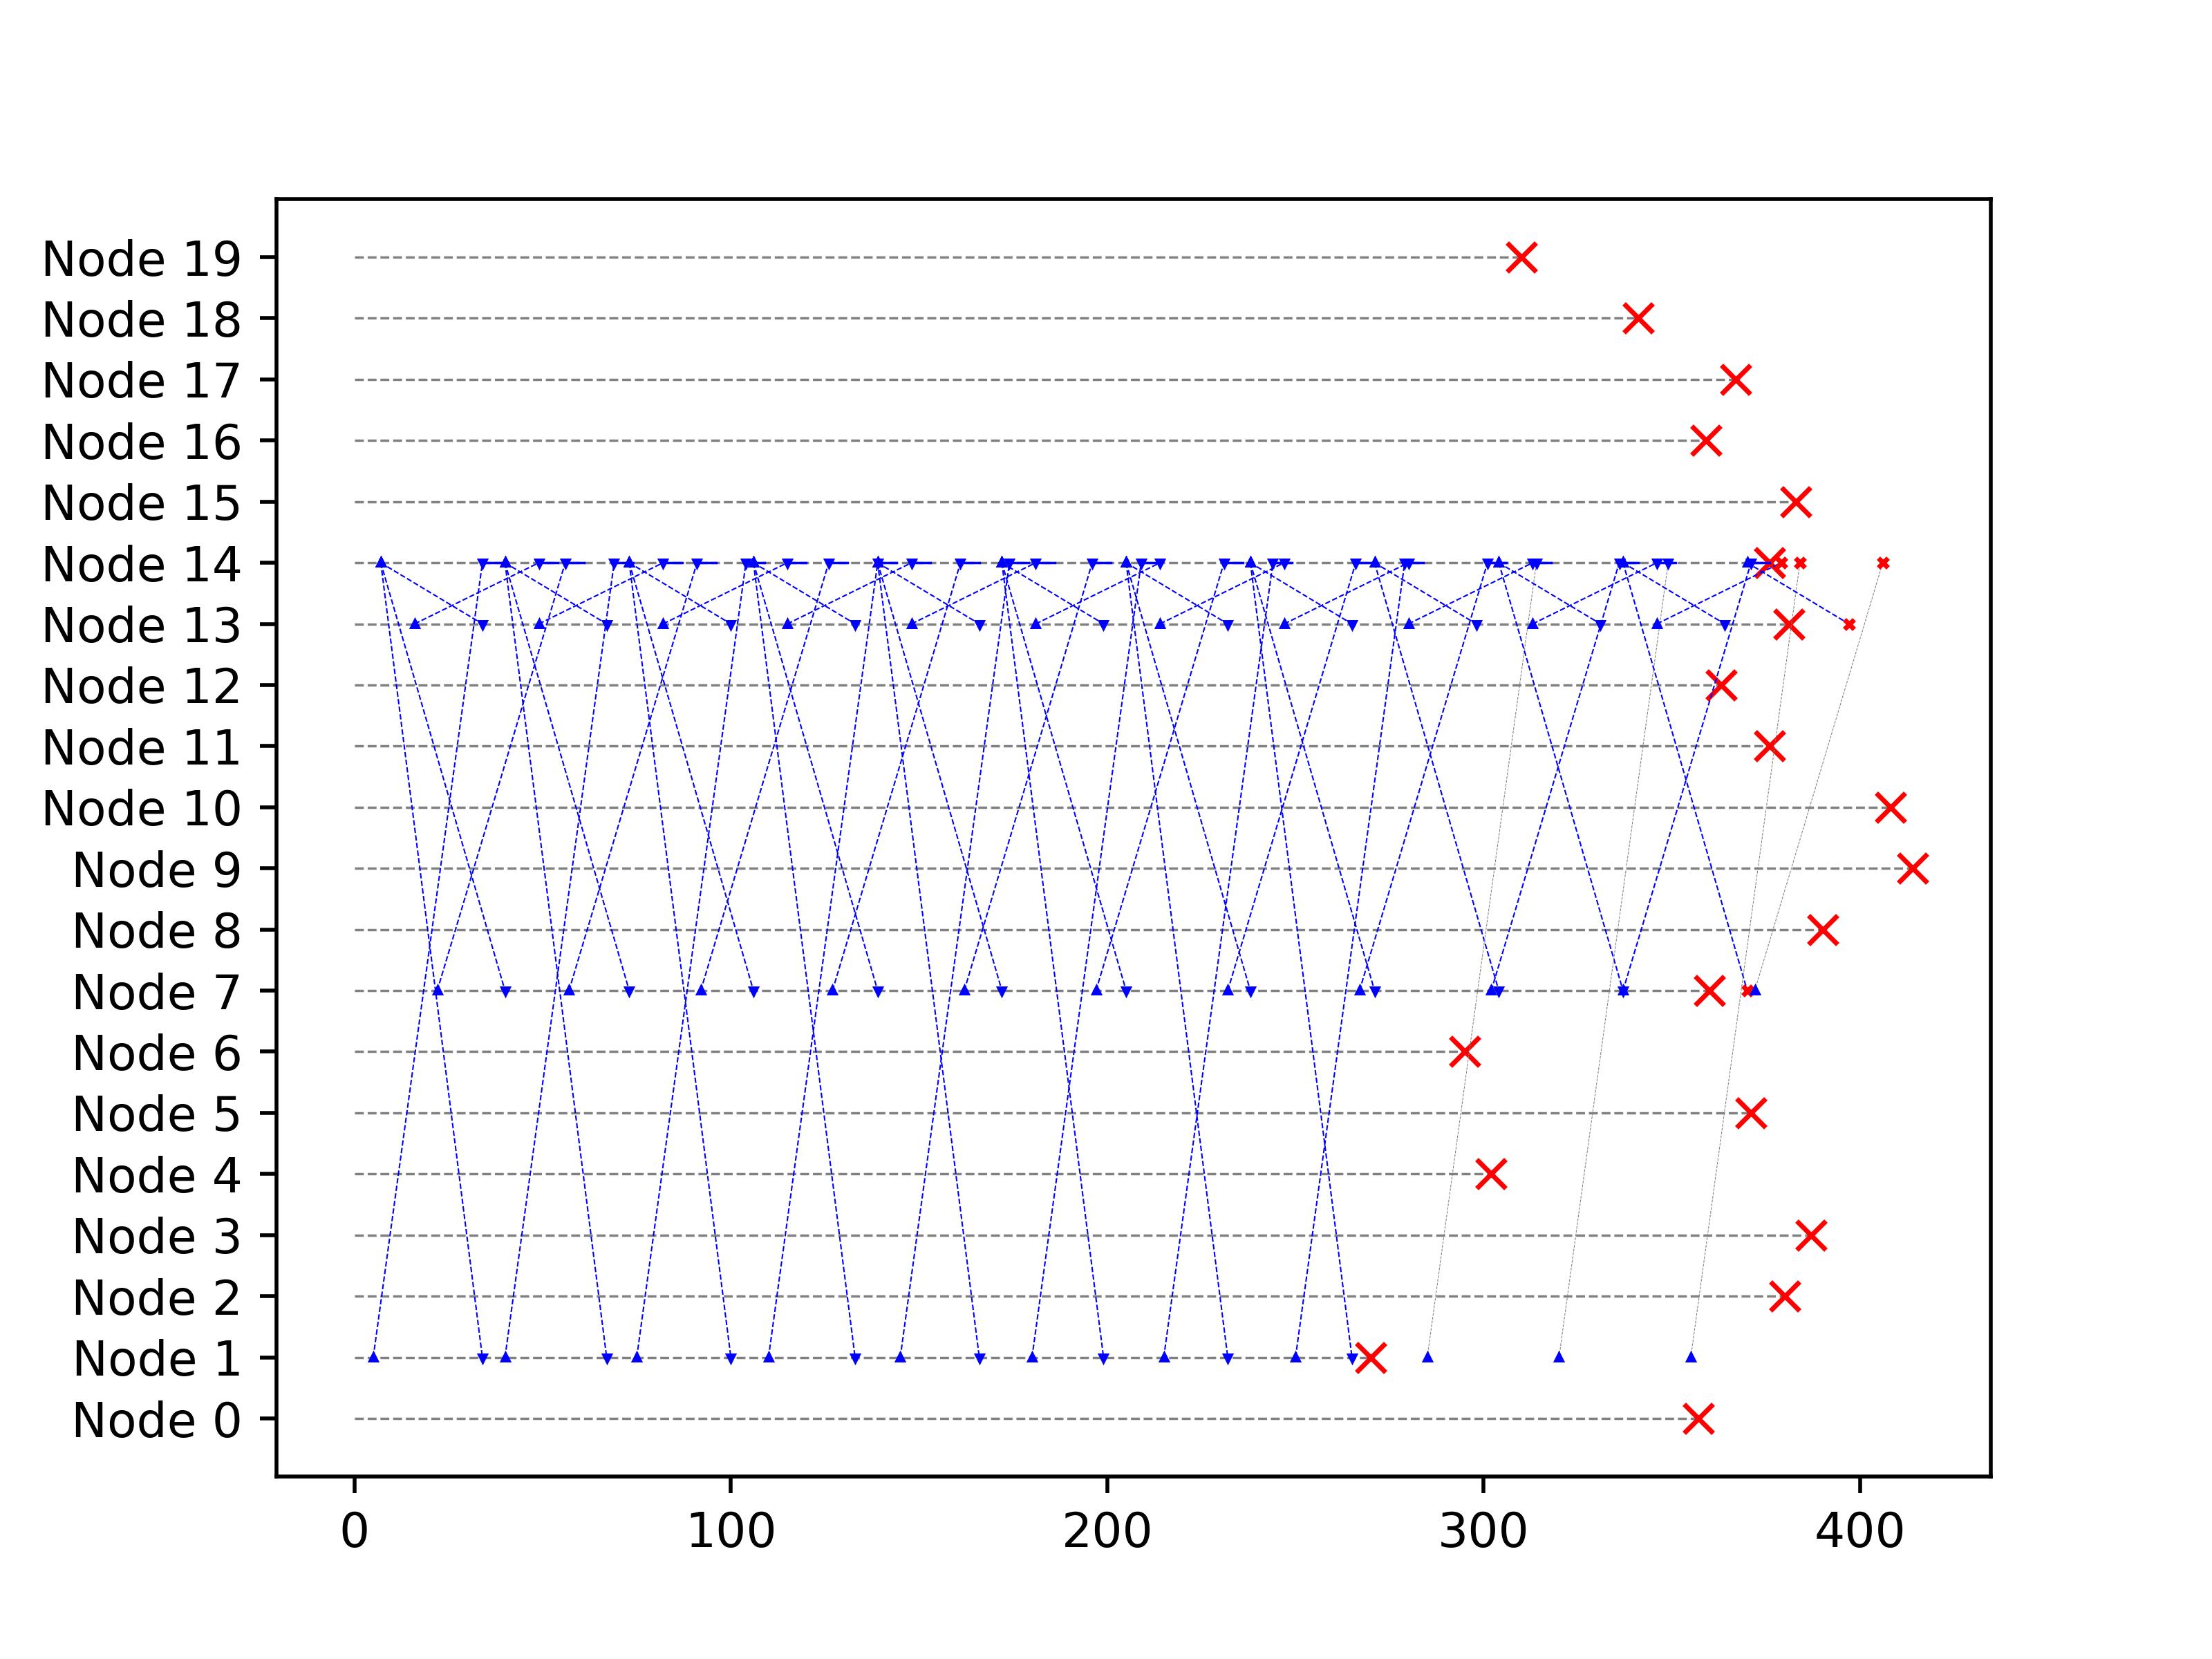 Node 19
Node 18
Node 17
Node 16
Node 15
Node 14
Node 13
Node 12
Node 11
Node 10
Node 9
Node 8
Node 7
Node 6
Node 5
Node 4
Node 3
Node 2
Node 1
Node 0
0 100 200 300 400